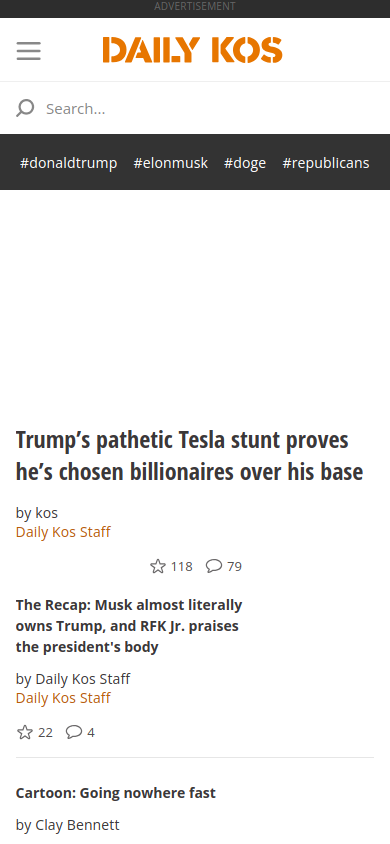 ADVERTISEMENT
DAILY KOS
Search...
#donaldtrump #elonmusk #doge #republicans
Trump’s pathetic Tesla stunt proves
he’s chosen billionaires over his base
by kos
Daily Kos Staff
118 79
The Recap: Musk almost literally
owns Trump, and RFK Jr. praises
the president's body
by Daily Kos Staff
Daily Kos Staff
22 4
Cartoon: Going nowhere fast
by Clay Bennett